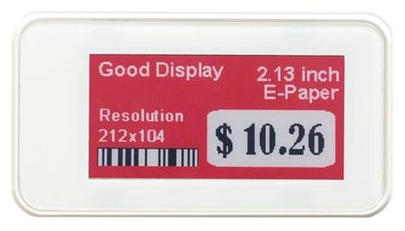 Good Display
2.13 inch
E-Paper
Resolution
212x104
$ 10.26